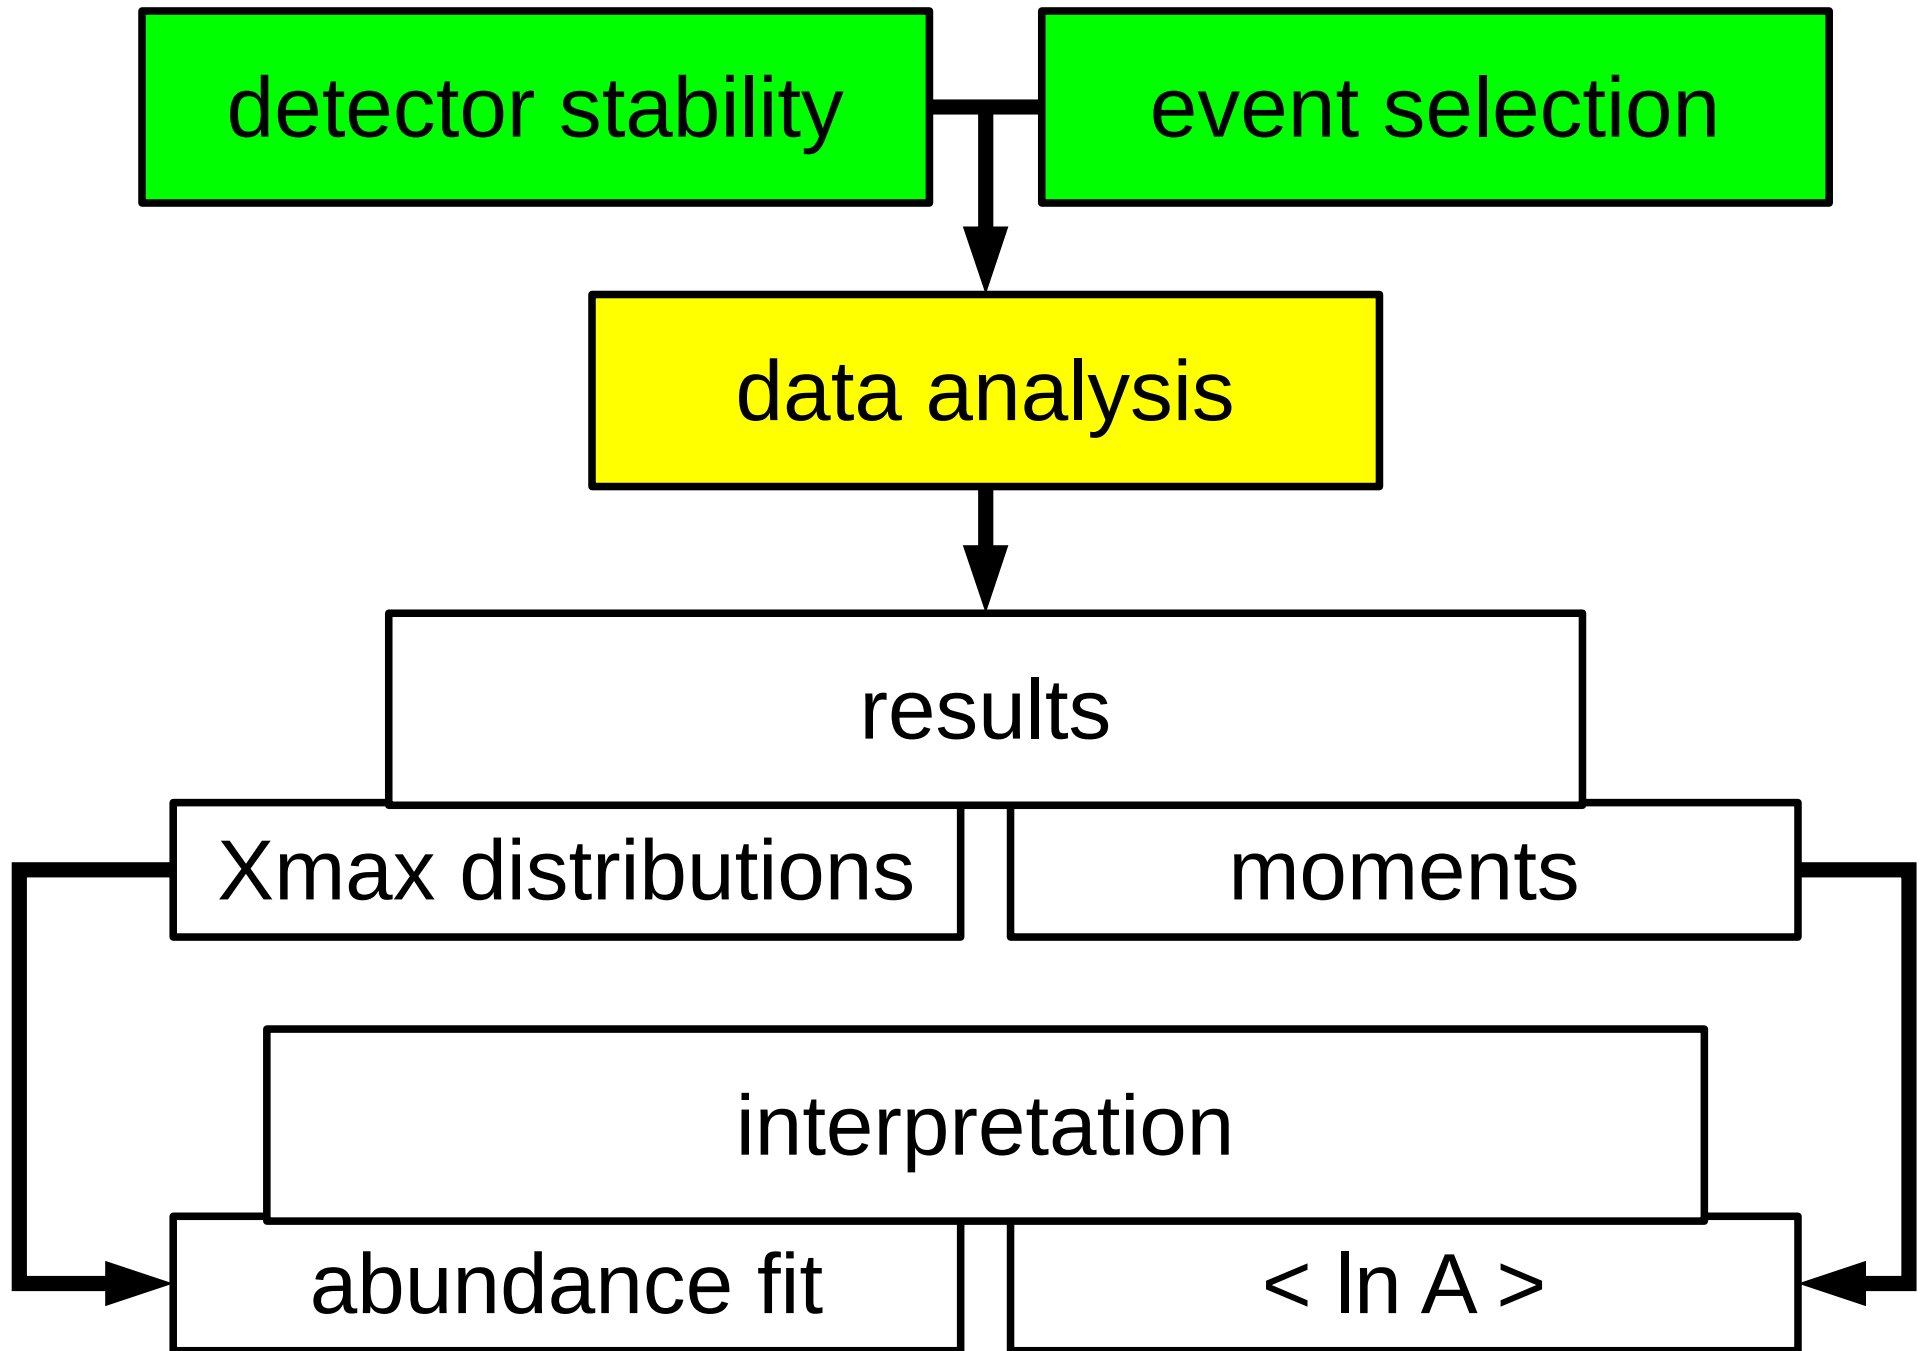 detector stability
event selection
data analysis
results
Xmax distributions
moments
interpretation
abundance fit
< ln A >